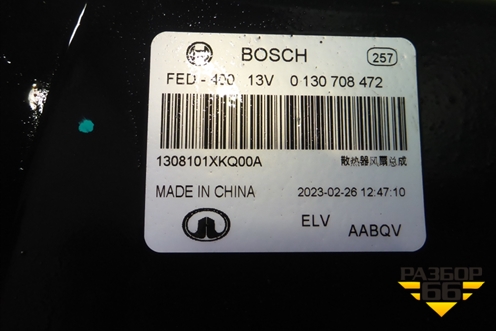 BOSCH
257
FED - 400 13V 0 130 708 472
1308101XKQ00A
散热器风扇总成
MADE IN CHINA
2023-02-26 12:47:10
ELV
AABQV
РАЗБОР
66